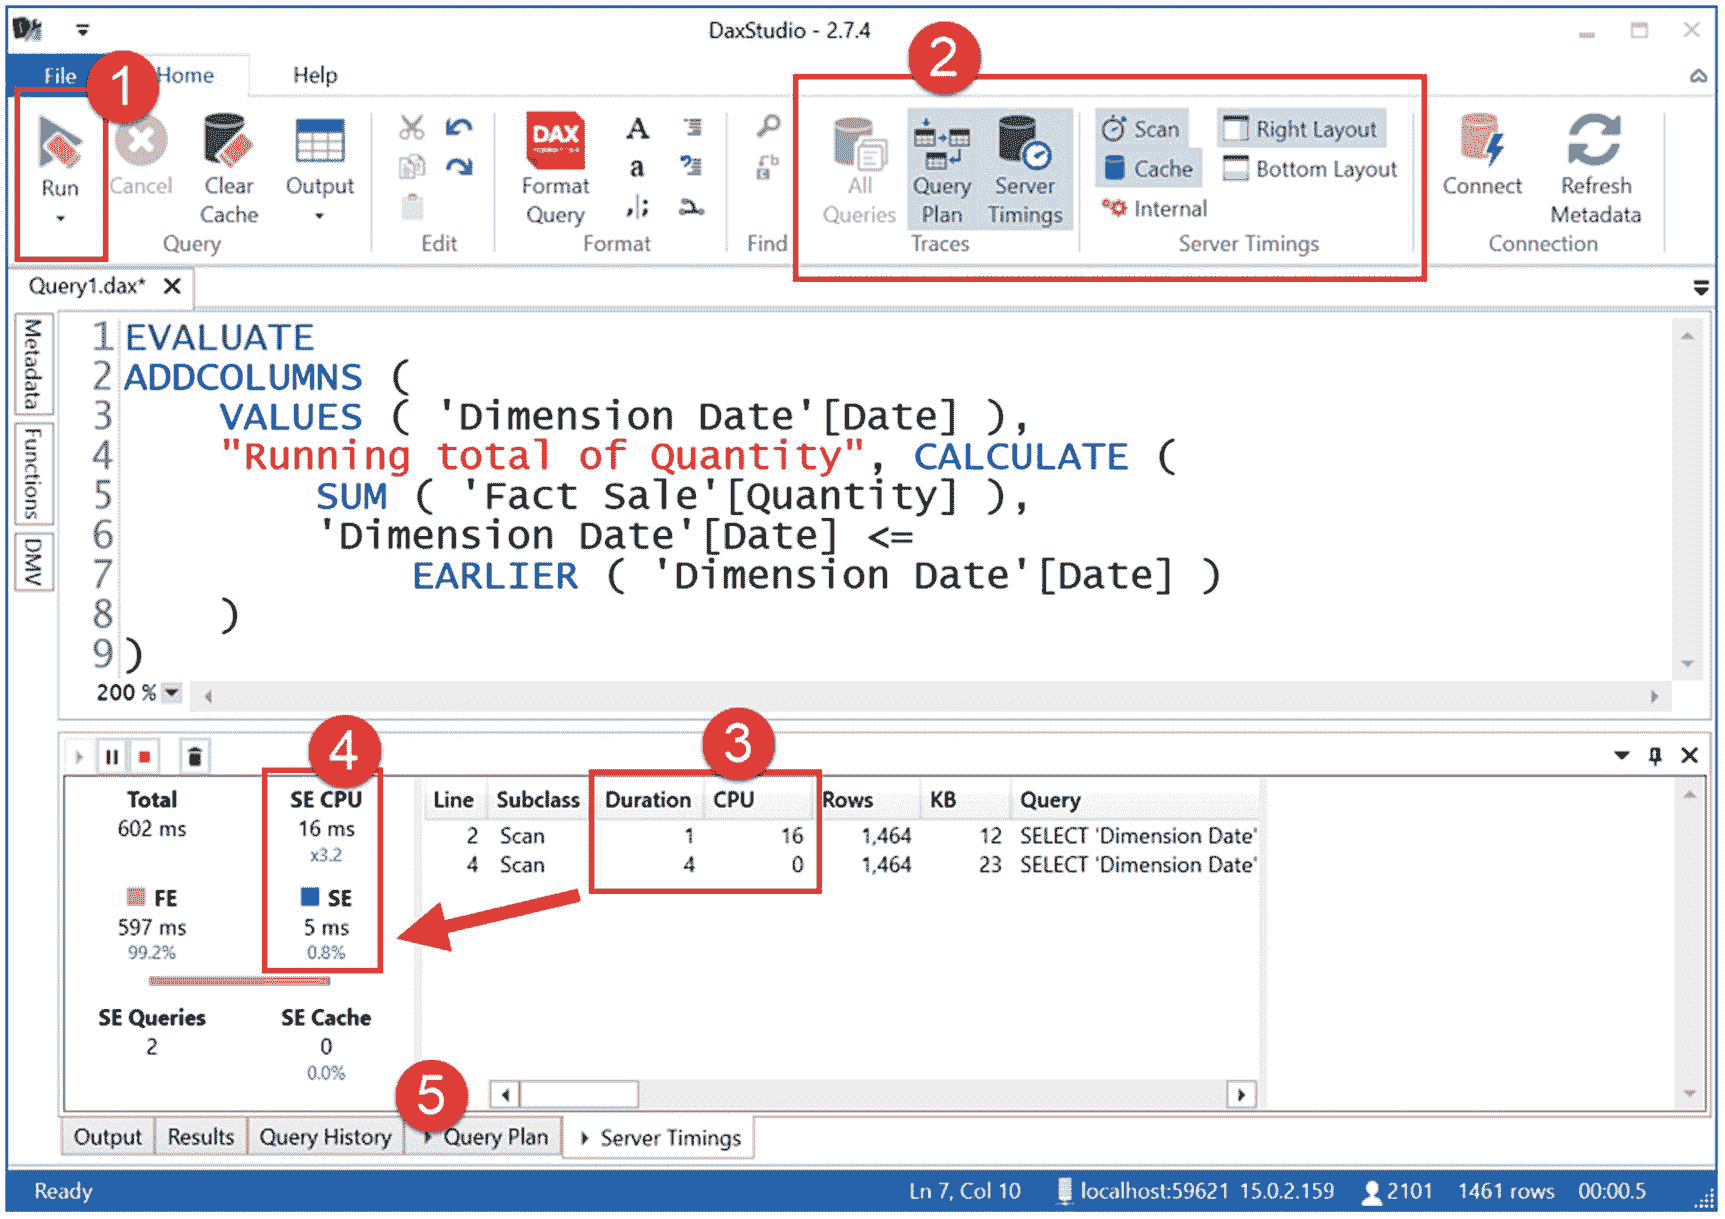 DaxStudio - 2.7.4
File
Home
Help
1
2
Run
Cancel
Clear Cache
Output
Query
Edit
DAX
Format Query
A
a
Format
Find
All Queries
Query Plan
Server Timings
Traces
Scan
Cache
Internal
Right Layout
Bottom Layout
Server Timings
Connect
Refresh Metadata
Connection
Query1.dax*
Metadata
Functions
DMV
1 EVALUATE
2 ADDCOLUMNS (
3 VALUES ( 'Dimension Date'[Date] ),
4 "Running total of Quantity", CALCULATE (
5 SUM ( 'Fact Sale'[Quantity] ),
6 'Dimension Date'[Date] <=
7 EARLIER ( 'Dimension Date'[Date] )
8 )
9 )
200 %
4
3
Total
602 ms
SE CPU
16 ms
x3.2
FE
597 ms
99.2%
SE
5 ms
0.8%
SE Queries
2
SE Cache
0
0.0%
Line Subclass Duration CPU Rows KB Query
2 Scan 1 16 1,464 12 SELECT 'Dimension Date'
4 Scan 4 0 1,464 23 SELECT 'Dimension Date'
5
Output Results Query History Query Plan Server Timings
Ready Ln 7, Col 10 localhost:59621 15.0.2.159 2101 1461 rows 00:00.5